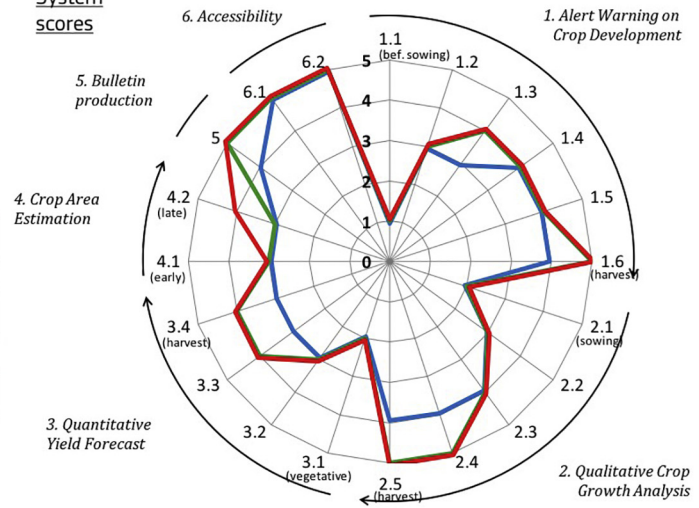 System
scores
6. Accessibility
1. Alert Warning on
Crop Development
5. Bulletin
production
4. Crop Area
Estimation
3. Quantitative
Yield Forecast
2. Qualitative Crop
Growth Analysis
1.1
(bef. sowing)
1.2
1.3
1.4
1.5
1.6
(harvest)
2.1
(sowing)
2.2
2.3
2.4
2.5
(harvest)
3.1
(vegetative)
3.2
3.3
3.4
(harvest)
4.1
(early)
4.2
(late)
5
6.1
6.2
5
4
3
2
1
0